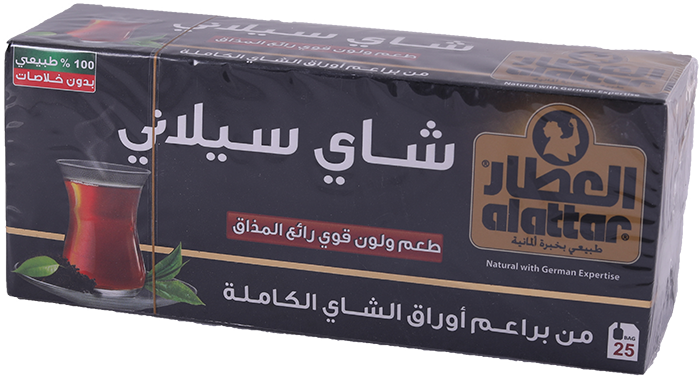 شاي سيلاني
طعم ولون قوي رائع المذاق
من براعم أوراق الشاي الكاملة
100 % طبيعي
بدون خلاصات
العطار
alattar
Natural with German Expertise
شاي سيلاني
طعم ولون قوي رائع المذاق
من براعم أوراق الشاي الكاملة
العطار
alattar
طبيعي بخبرة ألمانية
Natural with German Expertise
BAG
25